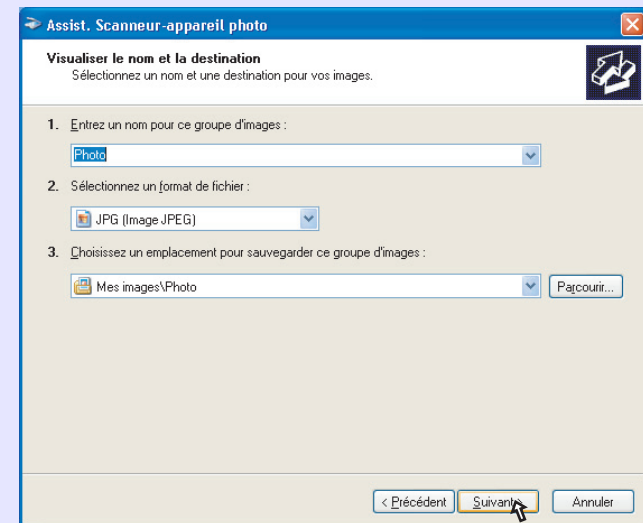 Assist. Scanneur-appareil photo
Visualiser le nom et la destination
Sélectionnez un nom et une destination pour vos images.
1. Entrez un nom pour ce groupe d'images :
Photo
2. Sélectionnez un format de fichier :
JPG (Image JPEG)
3. Choisissez un emplacement pour sauvegarder ce groupe d'images :
Mes images\Photo Parcourir...
< Précédent Suivant > Annuler